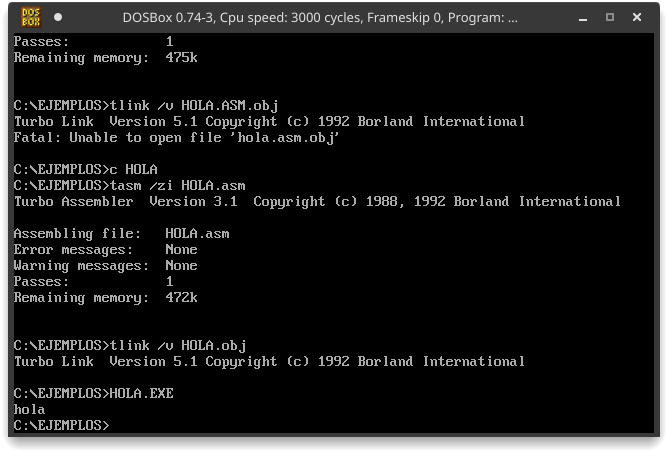 DOS
BOX
DOSBox 0.74-3, Cpu speed: 3000 cycles, Frameskip 0, Program: ...
Passes: 1
Remaining memory: 475k
C:\EJEMPLOS>tlink /v HOLA.ASM.obj
Turbo Link Version 5.1 Copyright (c) 1992 Borland International
Fatal: Unable to open file 'hola.asm.obj'
C:\EJEMPLOS>c HOLA
C:\EJEMPLOS>tasm /zi HOLA.asm
Turbo Assembler Version 3.1 Copyright (c) 1988, 1992 Borland International
Assembling file: HOLA.asm
Error messages: None
Warning messages: None
Passes: 1
Remaining memory: 472k
C:\EJEMPLOS>tlink /v HOLA.obj
Turbo Link Version 5.1 Copyright (c) 1992 Borland International
C:\EJEMPLOS>HOLA.EXE
hola
C:\EJEMPLOS>